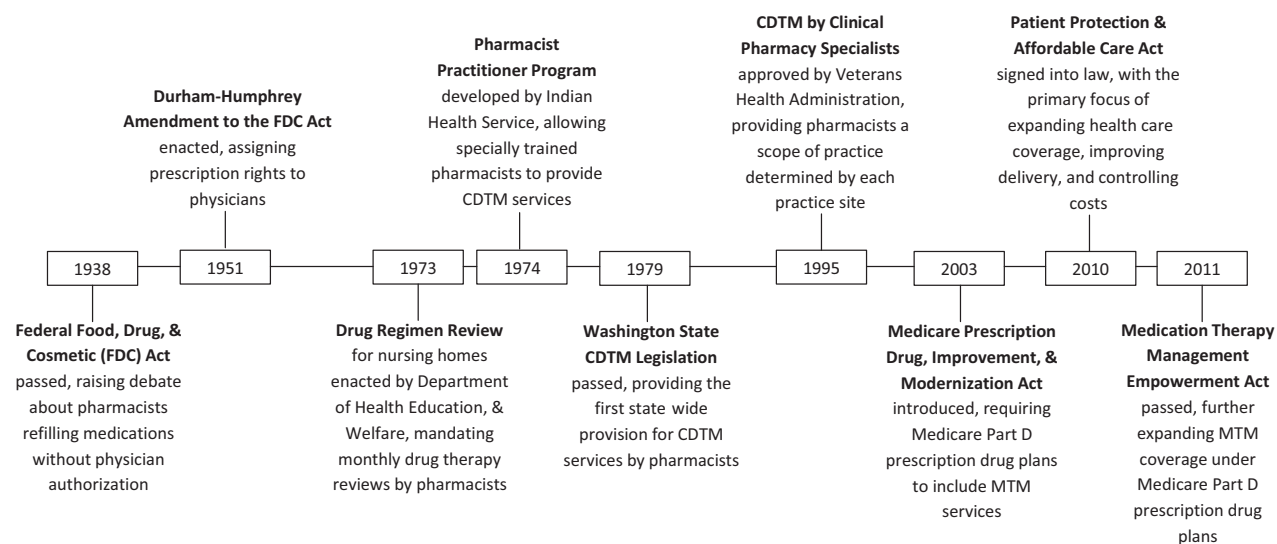 Durham-Humphrey
Amendment to the FDC Act
enacted, assigning
prescription rights to
physicians
Pharmacist
Practitioner Program
developed by Indian
Health Service, allowing
specially trained
pharmacists to provide
CDTM services
CDTM by Clinical
Pharmacy Specialists
approved by Veterans
Health Administration,
providing pharmacists a
scope of practice
determined by each
practice site
Patient Protection &
Affordable Care Act
signed into law, with the
primary focus of
expanding health care
coverage, improving
delivery, and controlling
costs
1938
1951
1973
1974
1979
1995
2003
2010
2011
Federal Food, Drug, &
Cosmetic (FDC) Act
passed, raising debate
about pharmacists
refilling medications
without physician
authorization
Drug Regimen Review
for nursing homes
enacted by Department
of Health Education, &
Welfare, mandating
monthly drug therapy
reviews by pharmacists
Washington State
CDTM Legislation
passed, providing the
first state wide
provision for CDTM
services by pharmacists
Medicare Prescription
Drug, Improvement, &
Modernization Act
introduced, requiring
Medicare Part D
prescription drug plans
to include MTM
services
Medication Therapy
Management
Empowerment Act
passed, further
expanding MTM
coverage under
Medicare Part D
prescription drug
plans